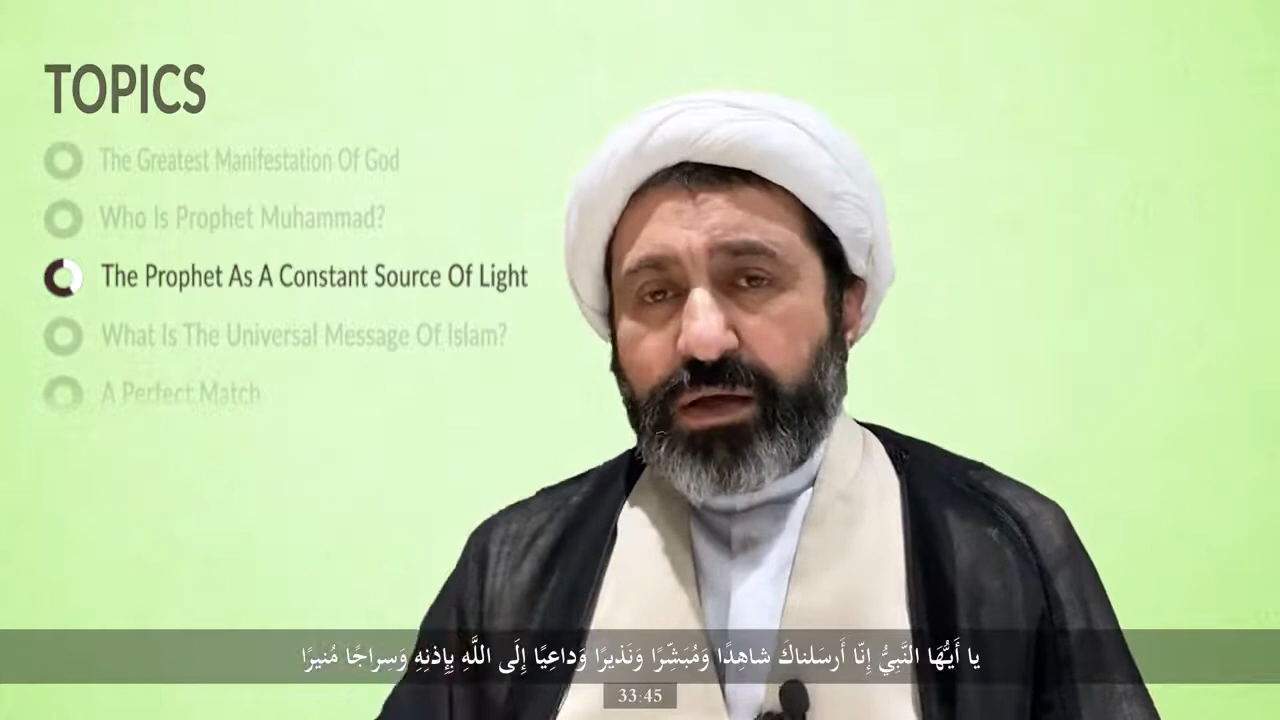 TOPICS
The Greatest Manifestation Of God
Who Is Prophet Muhammad?
The Prophet As A Constant Source Of Light
What Is The Universal Message Of Islam?
A Perfect Match
يا أَيُّهَا النَّبِيُّ إِنّا أَرسَلناكَ شاهِدًا وَمُبَشِّرًا وَنَذيرًا وَداعِيًا إِلَى اللَّهِ بِإِذنِهِ وَسِراجًا مُنيرًا
33:45